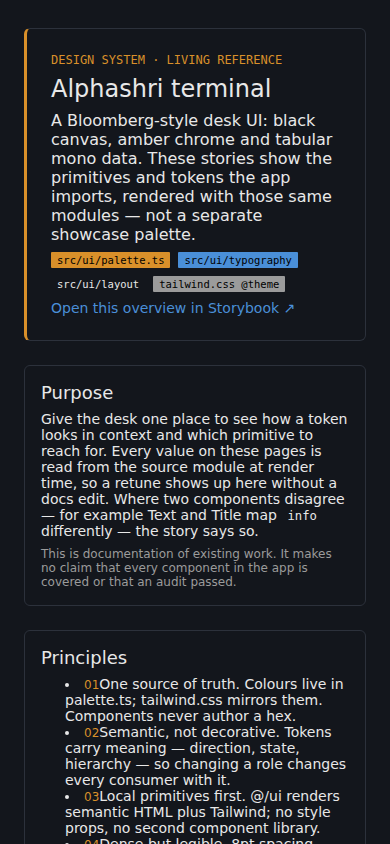 DESIGN SYSTEM · LIVING REFERENCE
Alphashri terminal
A Bloomberg-style desk UI: black
canvas, amber chrome and tabular
mono data. These stories show the
primitives and tokens the app
imports, rendered with those same
modules — not a separate
showcase palette.
src/ui/palette.ts src/ui/typography
src/ui/layout tailwind.css @theme
Open this overview in Storybook ↗
Purpose
Give the desk one place to see how a token
looks in context and which primitive to
reach for. Every value on these pages is
read from the source module at render
time, so a retune shows up here without a
docs edit. Where two components disagree
— for example Text and Title map info
differently — the story says so.
This is documentation of existing work. It makes
no claim that every component in the app is
covered or that an audit passed.
Principles
• 01One source of truth. Colours live in
palette.ts; tailwind.css mirrors them.
Components never author a hex.
• 02Semantic, not decorative. Tokens
carry meaning — direction, state,
hierarchy — so changing a role changes
every consumer with it.
• 03Local primitives first. @/ui renders
semantic HTML plus Tailwind; no style
props, no second component library.
• 04Dense but legible. 8pt spacing